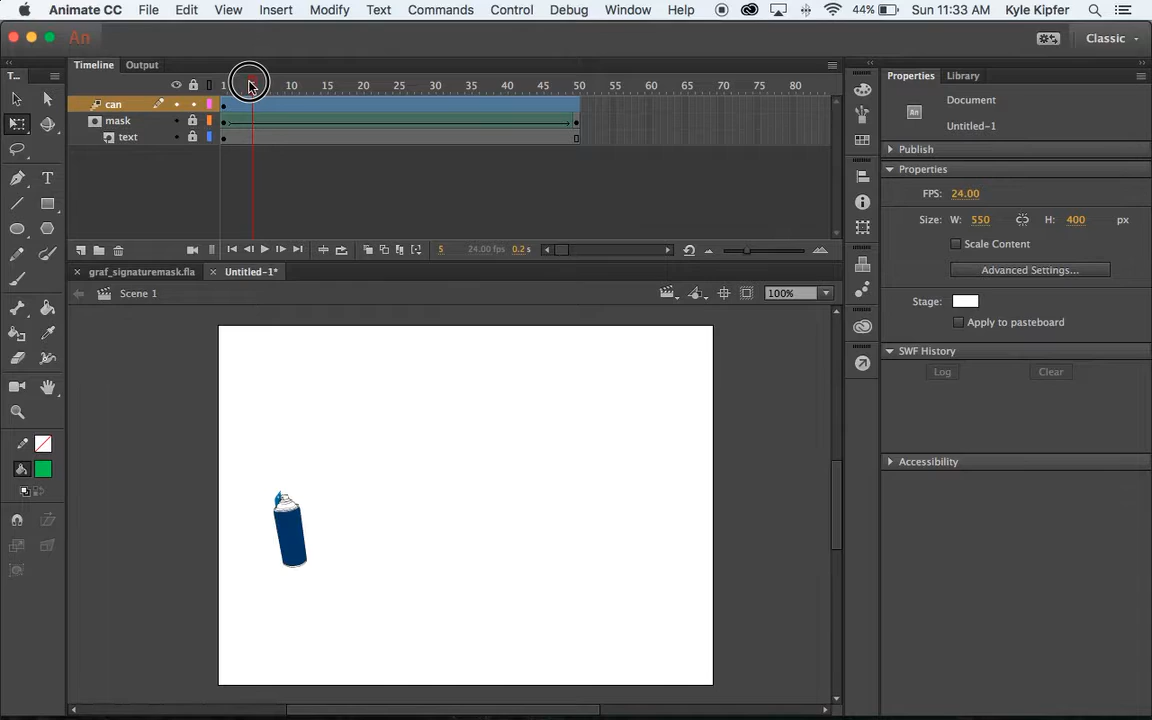 Animate CC File Edit View Insert Modify Text Commands Control Debug Window Help 44% Sun 11:33 AM Kyle Kipfer
An Classic
Timeline Output
T... Properties Library
1 10 15 20 25 30 35 40 45 50 55 60 65 70 75 80
can
mask
text
Document
An Untitled-1
Publish
Properties
FPS: 24.00
Size: W: 550 H: 400 px
Scale Content
5 24.00 fps 0.2 s
Advanced Settings...
graf_signaturemask.fla Untitled-1*
Scene 1 100%
Stage:
Apply to pasteboard
SWF History
Log Clear
Accessibility
T